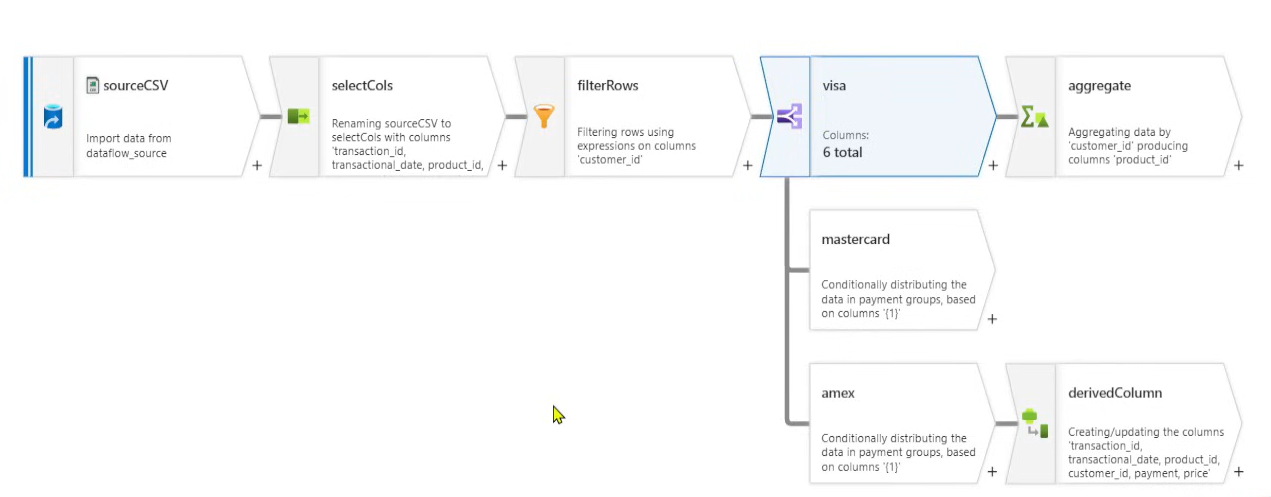 sourceCSV
Import data from
dataflow_source
+
selectCols
Renaming sourceCSV to
selectCols with columns
'transaction_id,
transactional_date, product_id,
+
filterRows
Filtering rows using
expressions on columns
'customer_id'
+
visa
Columns:
6 total
+
aggregate
Aggregating data by
'customer_id' producing
columns 'product_id'
+
mastercard
Conditionally distributing the
data in payment groups, based
on columns '{1}'
+
amex
Conditionally distributing the
data in payment groups, based
on columns '{1}'
+
derivedColumn
Creating/updating the columns
'transaction_id,
transactional_date, product_id,
customer_id, payment, price'
+